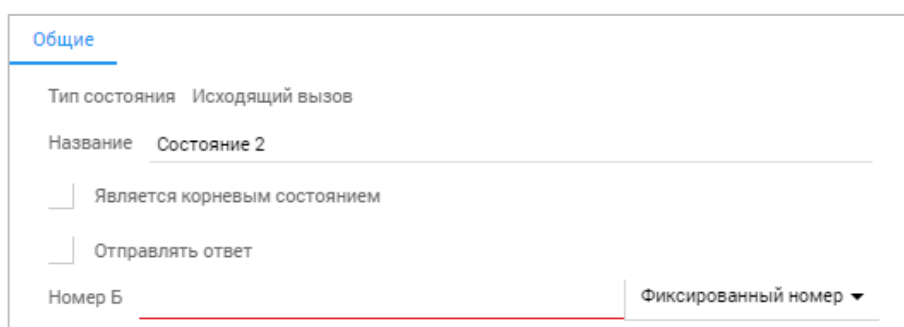 Общие
Тип состояния Исходящий вызов
Название Состояние 2
Является корневым состоянием
Отправлять ответ
Номер Б Фиксированный номер